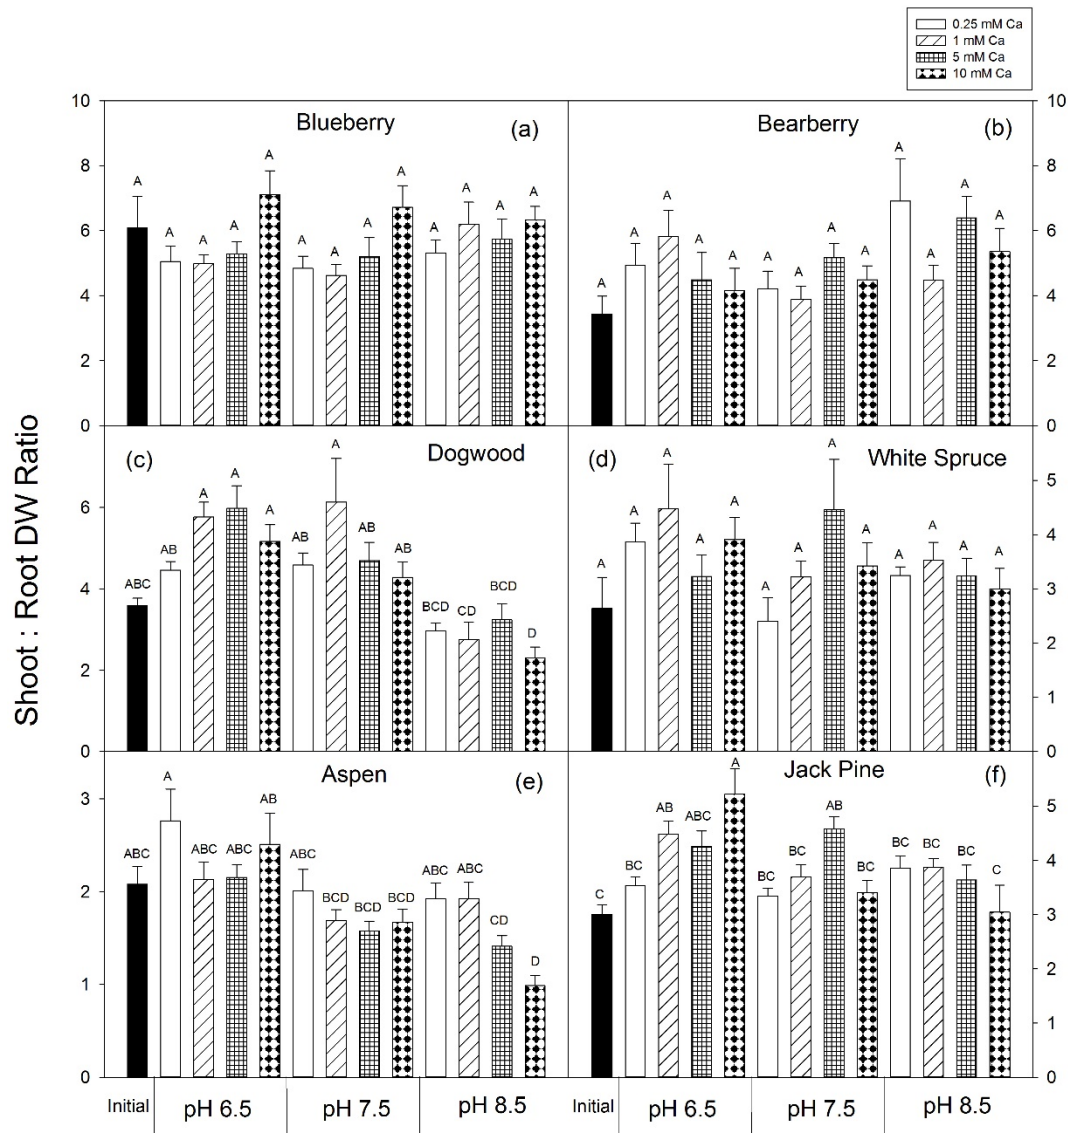 0.25 mM Ca
1 mM Ca
5 mM Ca
10 mM Ca
Shoot : Root DW Ratio
Blueberry (a)
10
8
6
4
2
0
A A A A A A A A A A A A A
Bearberry (b)
10
8
6
4
2
0
A A A A A A A A A A A A A
(c) Dogwood
6
4
2
0
ABC AB A A A AB A AB AB BCD CD BCD D
(d) White Spruce
5
4
3
2
1
0
A A A A A A A A A A A A A
Aspen (e)
3
2
1
0
ABC A ABC ABC AB ABC BCD BCD BCD ABC ABC CD D
Jack Pine (f)
5
4
3
2
1
0
C BC AB ABC A BC BC AB BC BC BC BC C
Initial pH 6.5 pH 7.5 pH 8.5 Initial pH 6.5 pH 7.5 pH 8.5